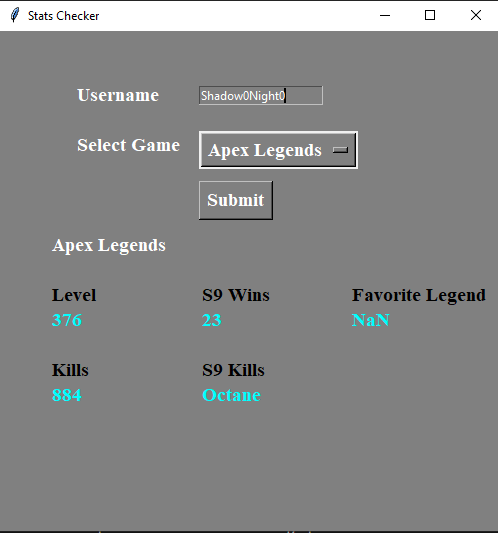 Stats Checker
Username Shadow0Night0
Select Game Apex Legends
Submit
Apex Legends
Level S9 Wins Favorite Legend
376 23 NaN
Kills S9 Kills
884 Octane